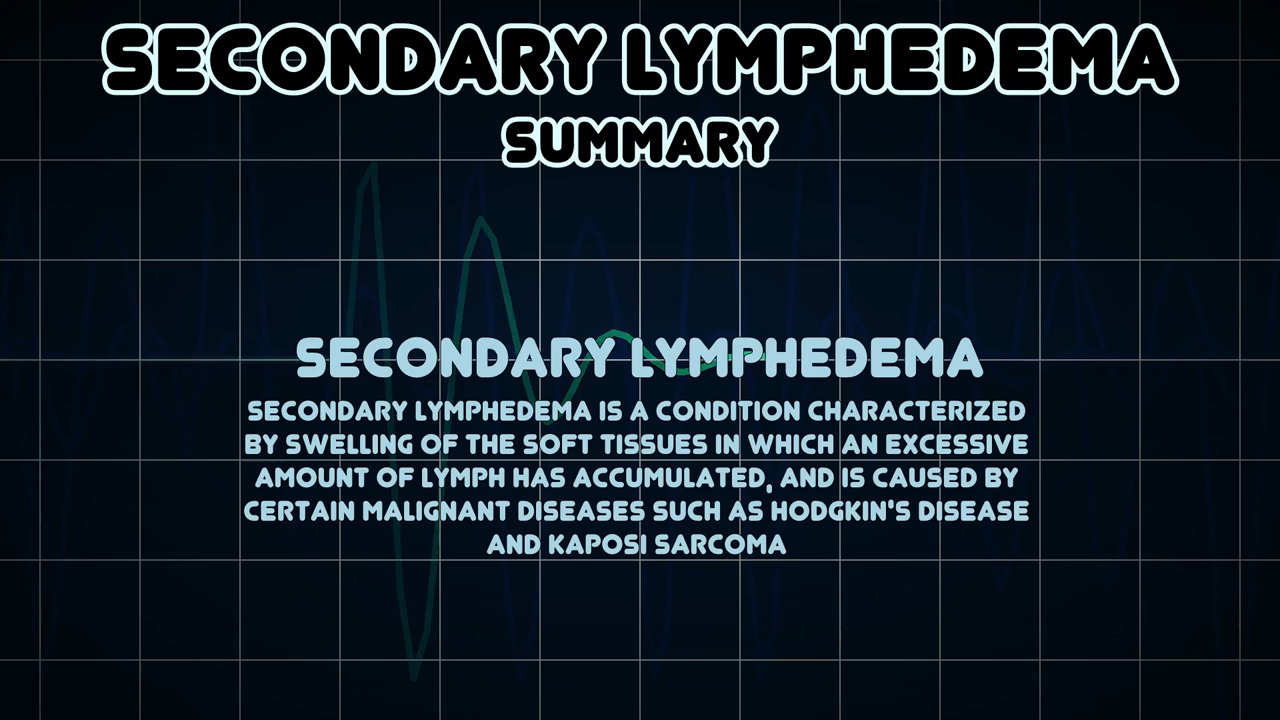 SECONDARY LYMPHEDEMA
SUMMARY
SECONDARY LYMPHEDEMA
SECONDARY LYMPHEDEMA IS A CONDITION CHARACTERIZED
BY SWELLING OF THE SOFT TISSUES IN WHICH AN EXCESSIVE
AMOUNT OF LYMPH HAS ACCUMULATED, AND IS CAUSED BY
CERTAIN MALIGNANT DISEASES SUCH AS HODGKIN'S DISEASE
AND KAPOSI SARCOMA